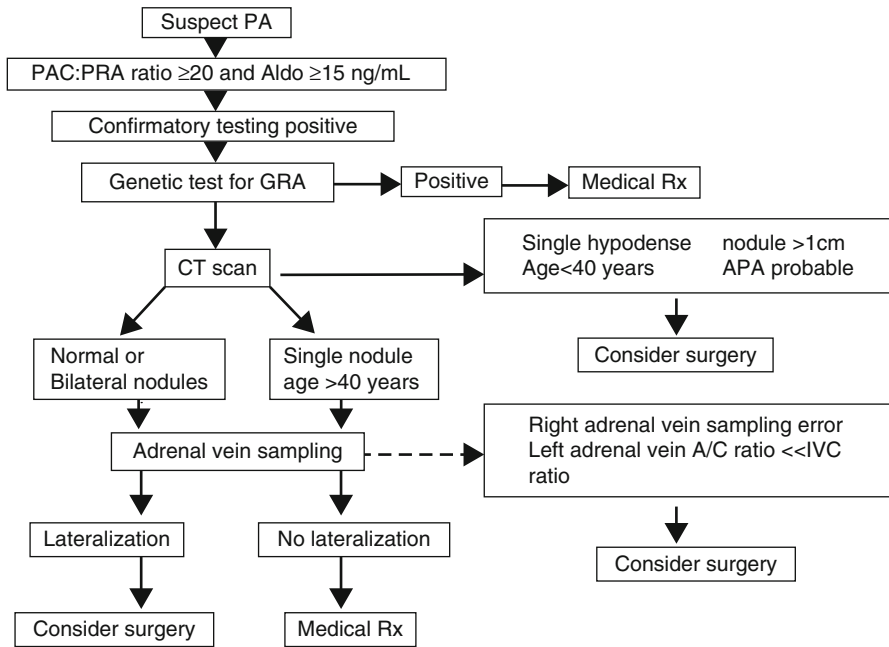 Suspect PA
PAC:PRA ratio ≥20 and Aldo ≥15 ng/mL
Confirmatory testing positive
Genetic test for GRA
Positive
Medical Rx
CT scan
Single hypodense nodule >1cm
Age<40 years APA probable
Consider surgery
Normal or
Bilateral nodules
Single nodule
age >40 years
Adrenal vein sampling
Right adrenal vein sampling error
Left adrenal vein A/C ratio <<IVC
ratio
Consider surgery
Lateralization
No lateralization
Consider surgery
Medical Rx